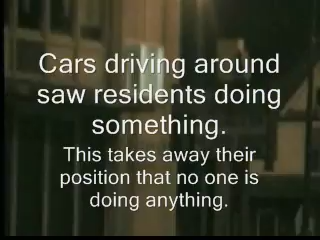 Cars driving around
saw residents doing
something.
This takes away their
position that no one is
doing anything.